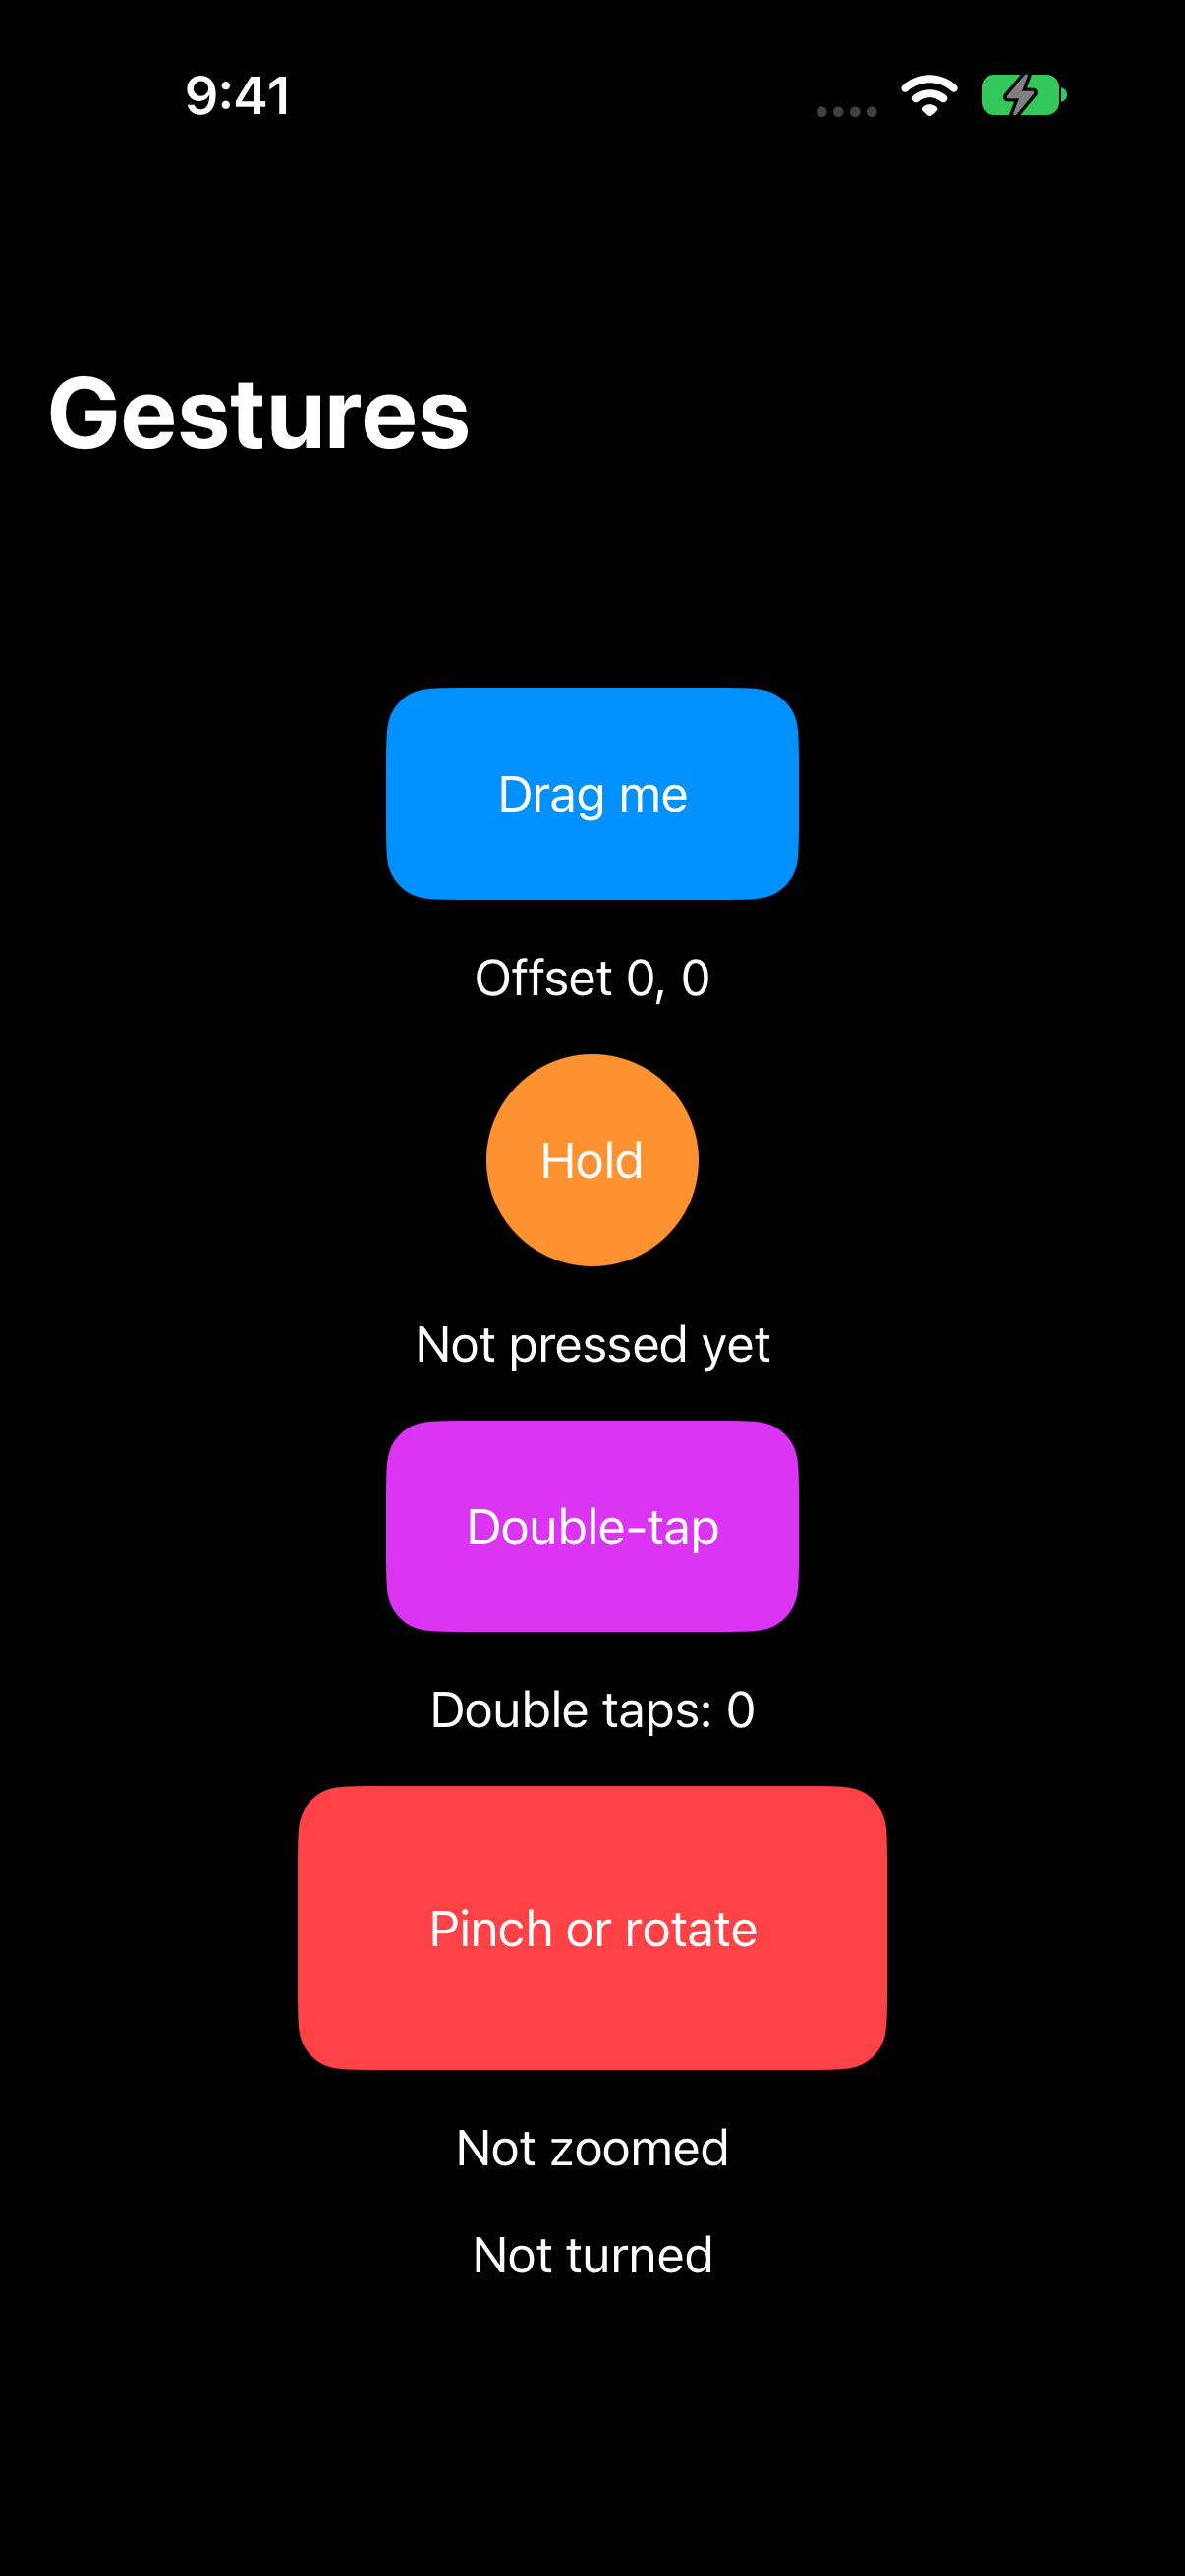 9:41
Gestures
Drag me
Offset 0, 0
Hold
Not pressed yet
Double-tap
Double taps: 0
Pinch or rotate
Not zoomed
Not turned